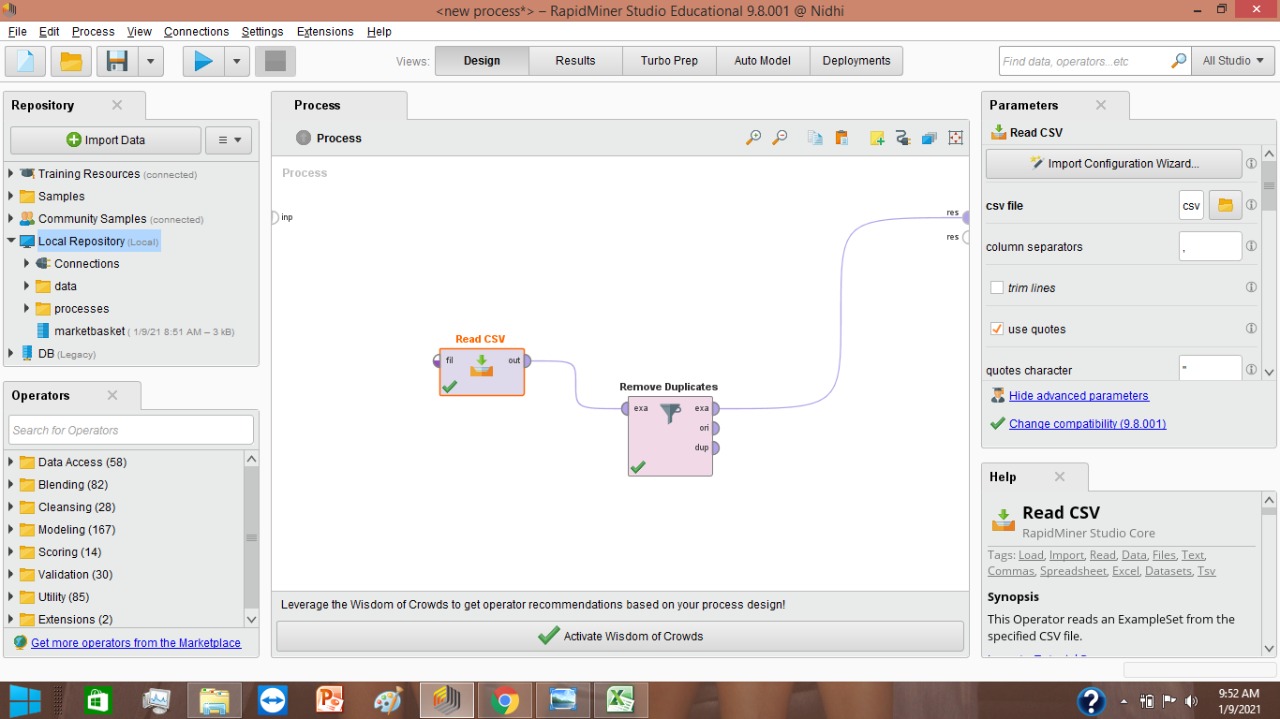 <new process*> – RapidMiner Studio Educational 9.8.001 @ Nidhi
File Edit Process View Connections Settings Extensions Help
Views: Design Results Turbo Prep Auto Model Deployments
Find data, operators...etc All Studio
Repository
Import Data
Training Resources (connected)
Samples
Community Samples (connected)
Local Repository (Local)
Connections
data
processes
marketbasket ( 1/9/21 8:51 AM – 3 kB)
DB (Legacy)
Operators
Search for Operators
Data Access (58)
Blending (82)
Cleansing (28)
Modeling (167)
Scoring (14)
Validation (30)
Utility (85)
Extensions (2)
Get more operators from the Marketplace
Process
Process
Process
inp
res
res
Read CSV
fil out
Remove Duplicates
exa exa
ori
dup
Leverage the Wisdom of Crowds to get operator recommendations based on your process design!
Activate Wisdom of Crowds
Parameters
Read CSV
Import Configuration Wizard...
csv file csv
column separators ,
trim lines
use quotes
quotes character "
Hide advanced parameters
Change compatibility (9.8.001)
Help
Read CSV
RapidMiner Studio Core
Tags: Load, Import, Read, Data, Files, Text,
Commas, Spreadsheet, Excel, Datasets, Tsv
Synopsis
This Operator reads an ExampleSet from the
specified CSV file.
9:52 AM
1/9/2021